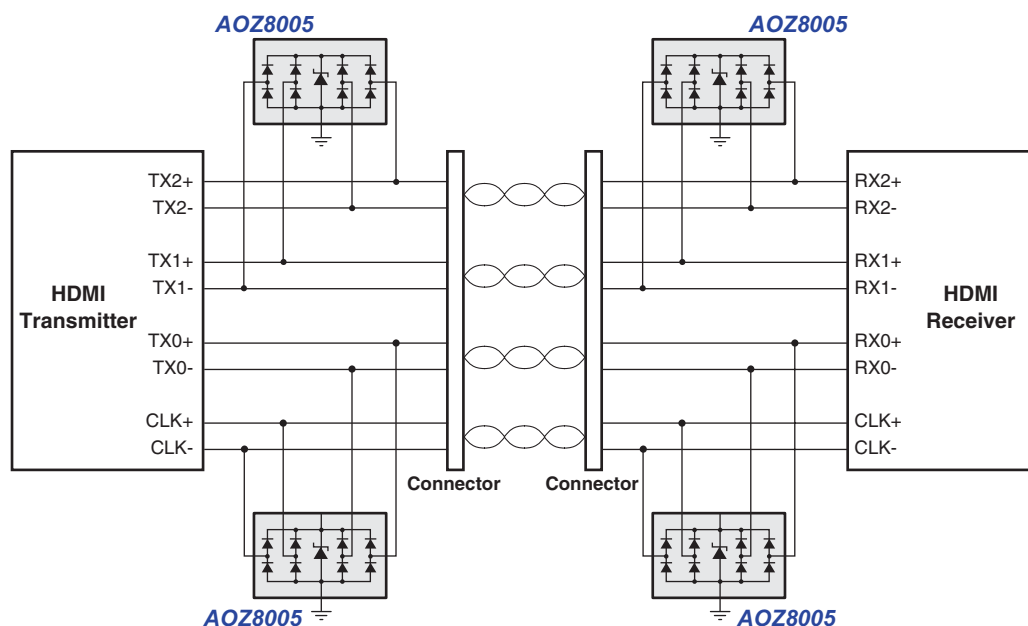 AOZ8005
AOZ8005
TX2+
TX2-
TX1+
TX1-
HDMI
Transmitter
TX0+
TX0-
CLK+
CLK-
RX2+
RX2-
RX1+
RX1-
HDMI
Receiver
RX0+
RX0-
CLK+
CLK-
Connector
Connector
AOZ8005
AOZ8005